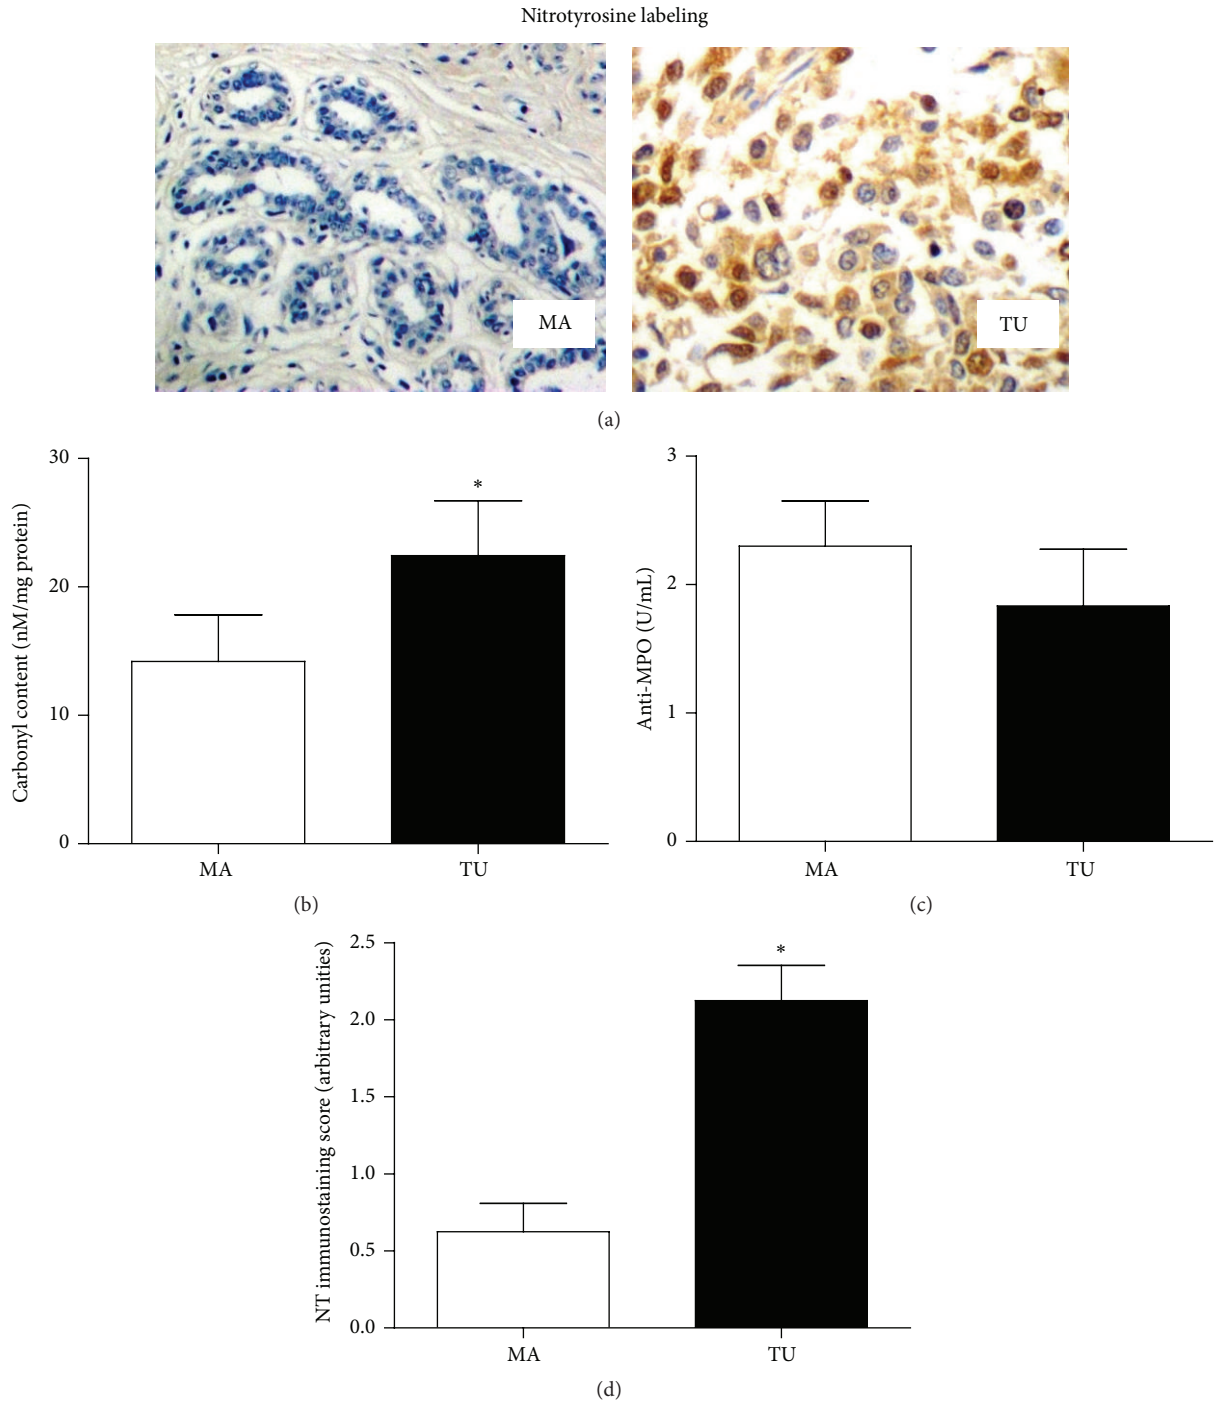 Nitrotyrosine labeling
MA
TU
(a)
30
20
10
0
Carbonyl content (nM/mg protein)
*
MA
TU
(b)
3
2
1
0
Anti-MPO (U/mL)
MA
TU
(c)
2.5
2.0
1.5
1.0
0.5
0.0
NT immunostaining score (arbitrary unities)
*
MA
TU
(d)